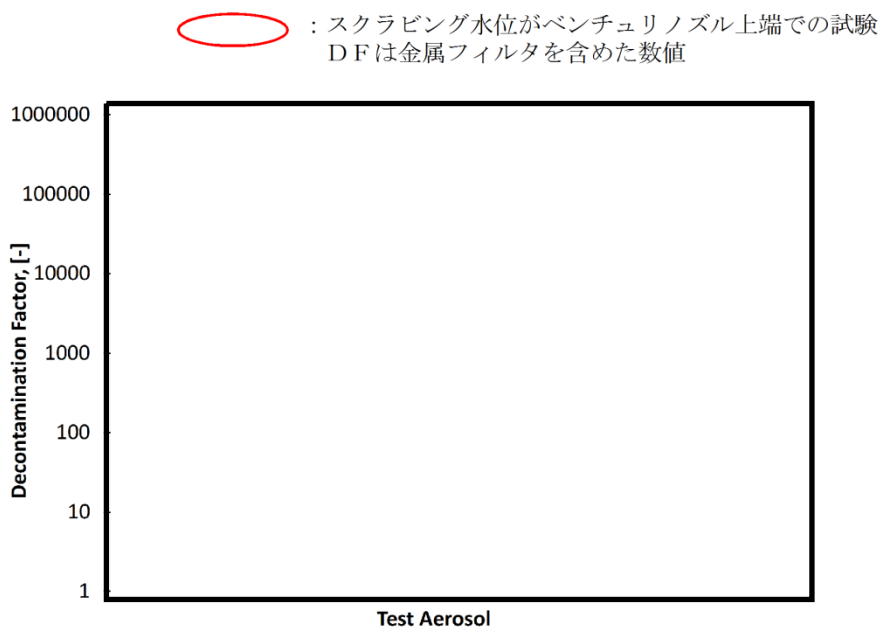 ：スクラビング水位がベンチュリノズル上端での試験
ＤＦは金属フィルタを含めた数値
1000000
100000
10000
1000
100
10
1
Decontamination Factor, [-]
Test Aerosol